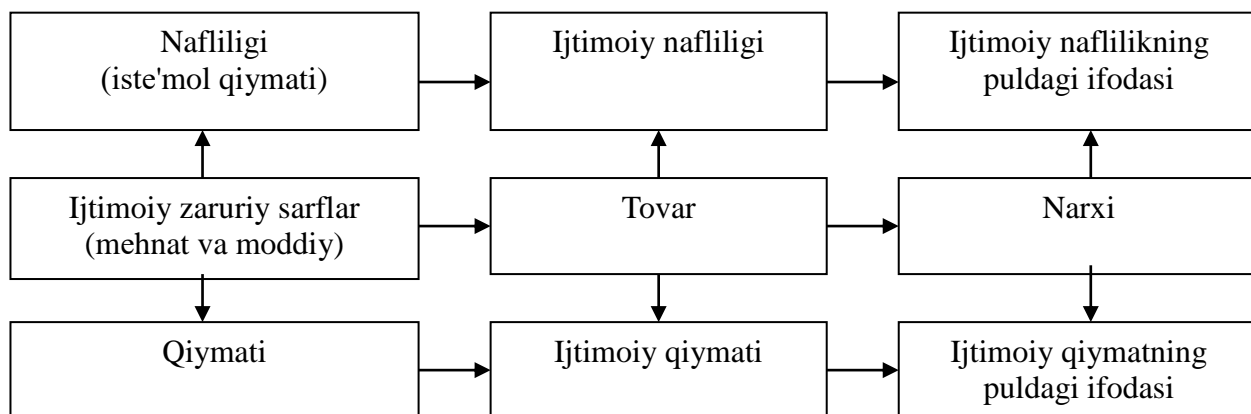 Nafliligi
(iste'mol qiymati)
Ijtimoiy nafliligi
Ijtimoiy naflilikning
puldagi ifodasi
Ijtimoiy zaruriy sarflar
(mehnat va moddiy)
Tovar
Narxi
Qiymati
Ijtimoiy qiymati
Ijtimoiy qiymatning
puldagi ifodasi